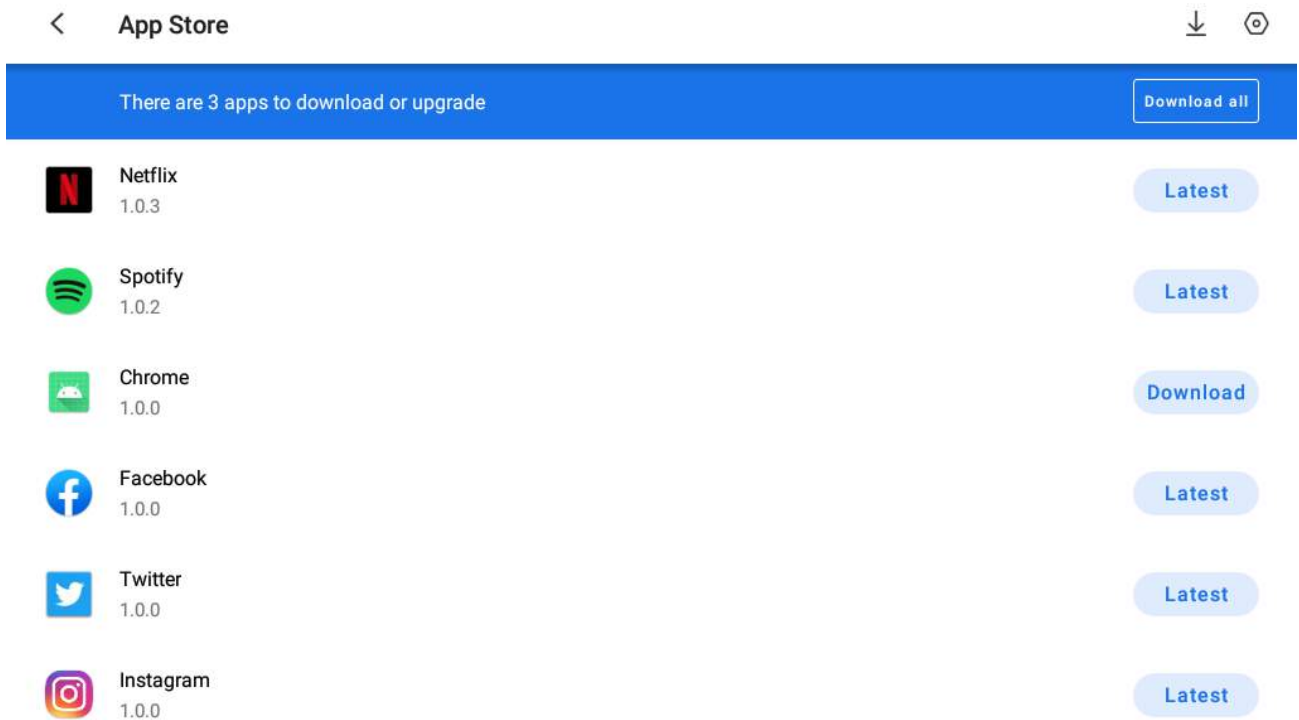 App Store
There are 3 apps to download or upgrade
Download all
Netflix
1.0.3
Latest
Spotify
1.0.2
Latest
Chrome
1.0.0
Download
Facebook
1.0.0
Latest
Twitter
1.0.0
Latest
Instagram
1.0.0
Latest